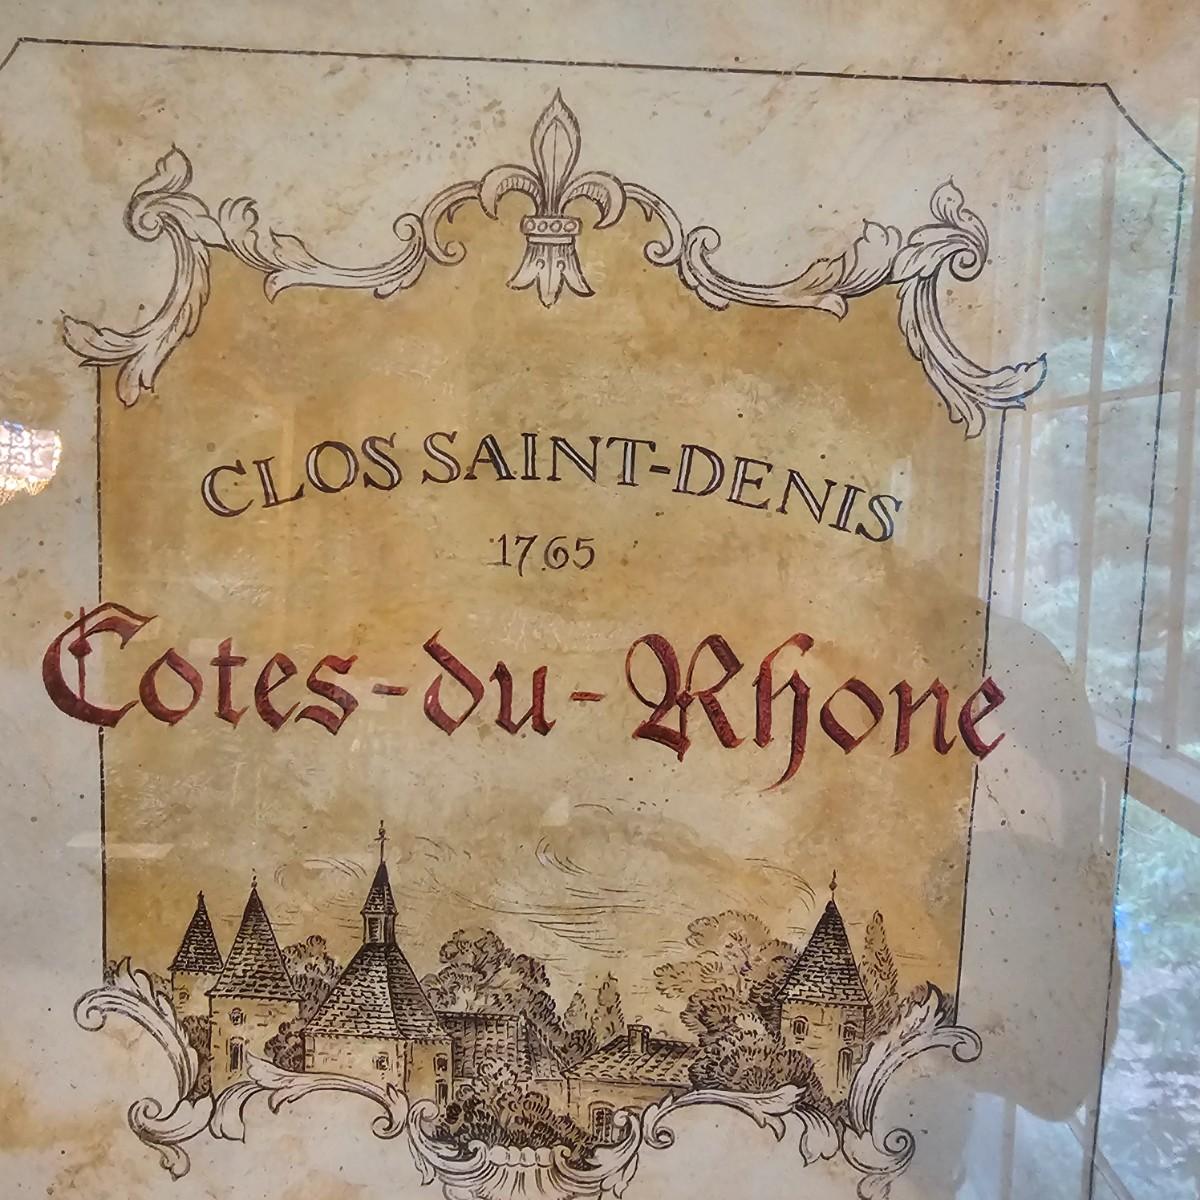 CLOS SAINT-DENIS
1765
Cotes-du-Rhone